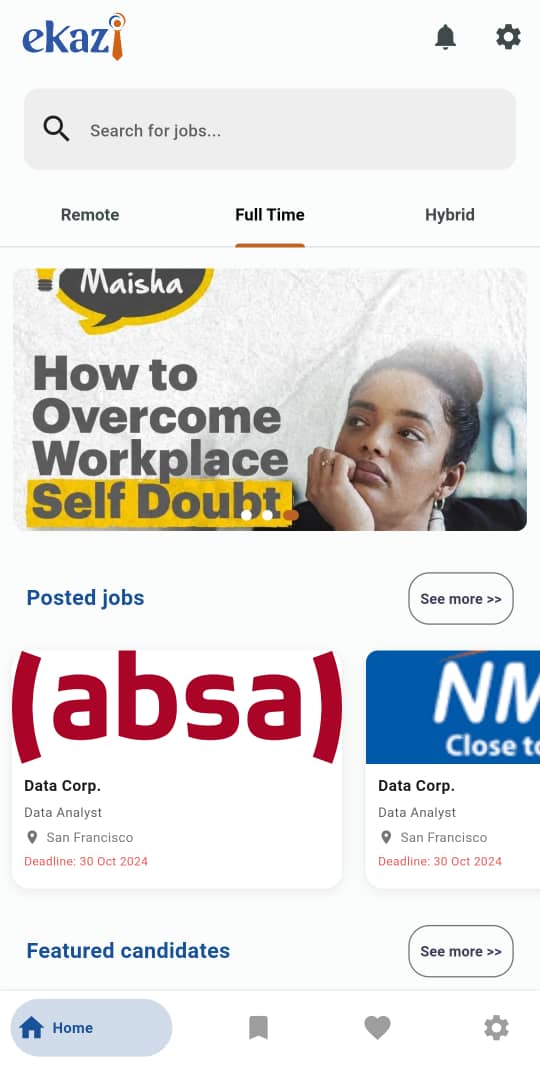 ekazi
Search for jobs...
Remote
Full Time
Hybrid
Maisha
How to
Overcome
Workplace
Self Doubt
Posted jobs
See more >>
(absa)
Data Corp.
Data Analyst
San Francisco
Deadline: 30 Oct 2024
NM
Close to
Data Corp.
Data Analyst
San Francisco
Deadline: 30 Oct 2024
Featured candidates
See more >>
Home